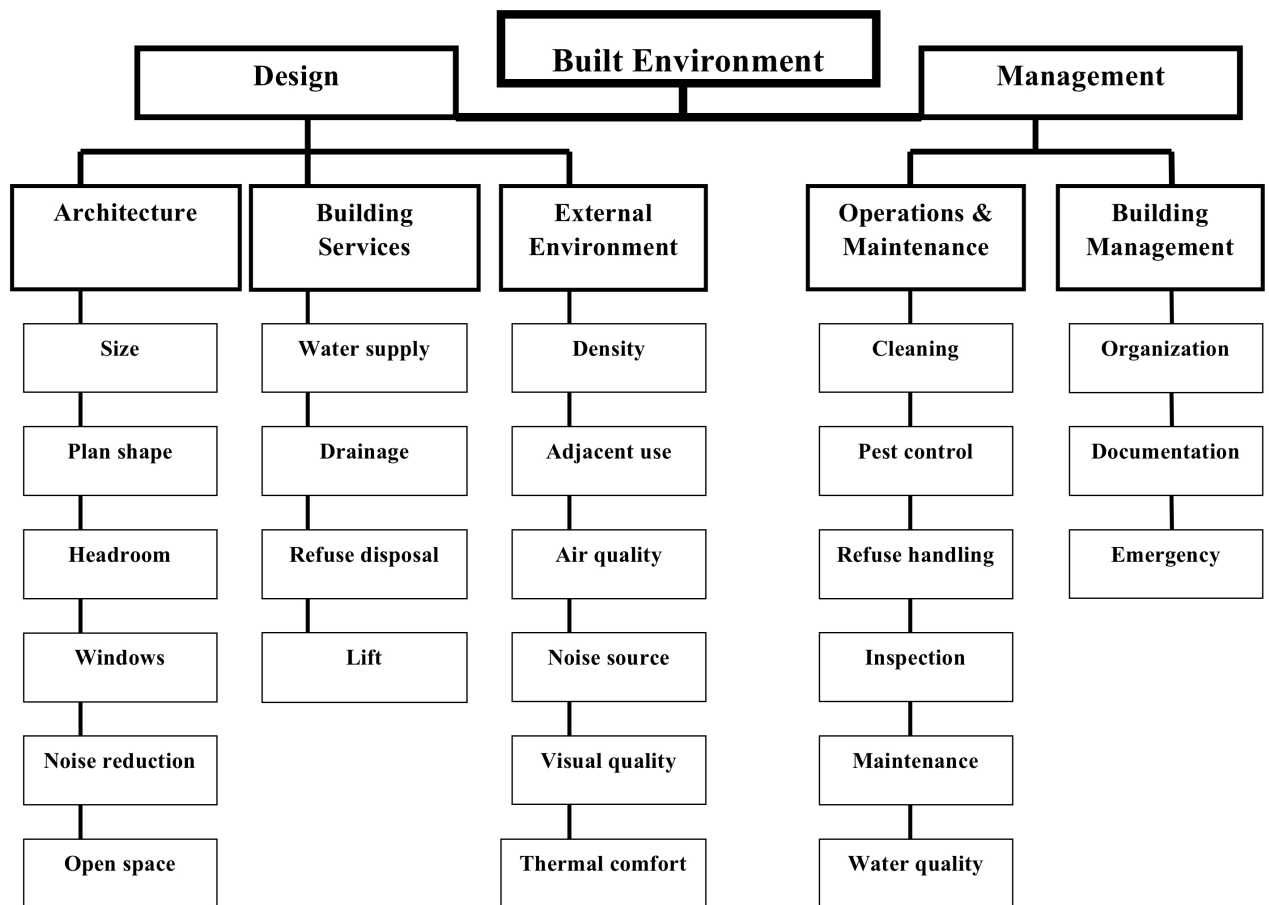 Built Environment
Design
Management
Architecture
Building
Services
External
Environment
Operations &
Maintenance
Building
Management
Size
Water supply
Density
Cleaning
Organization
Plan shape
Drainage
Adjacent use
Pest control
Documentation
Headroom
Refuse disposal
Air quality
Refuse handling
Emergency
Windows
Lift
Noise source
Inspection
Noise reduction
Visual quality
Maintenance
Open space
Thermal comfort
Water quality